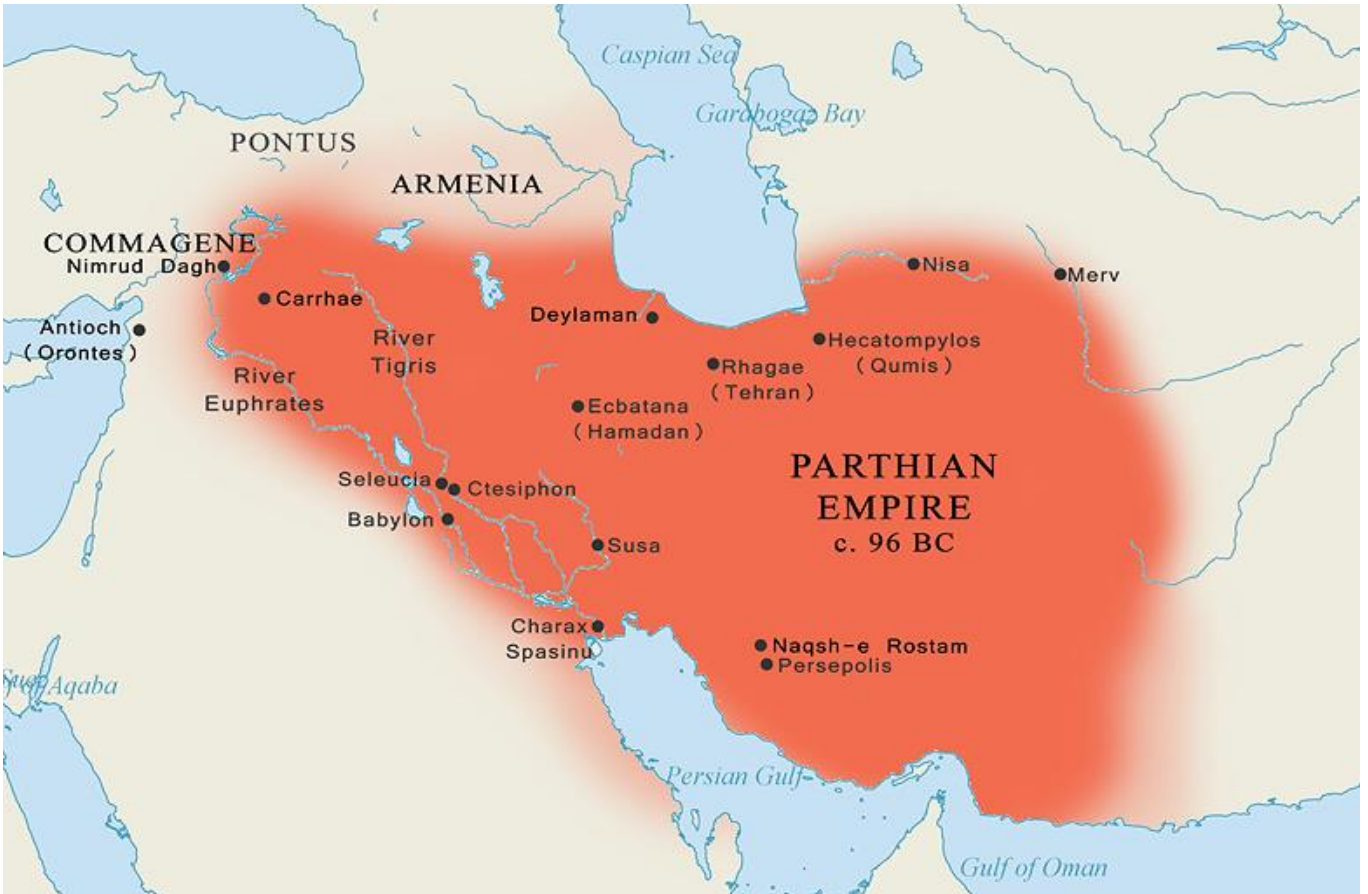 Caspian Sea
Garabogaz Bay
PONTUS
ARMENIA
COMMAGENE
Nimrud Dagh
Nisa
Merv
Carrhae
Deylaman
Antioch
(Orontes)
River
Tigris
Hecatompylos
(Qumis)
Rhagae
(Tehran)
River
Euphrates
Ecbatana
(Hamadan)
PARTHIAN
EMPIRE
c. 96 BC
Seleucia
Ctesiphon
Babylon
Susa
Charax
Spasinu
Naqsh-e Rostam
Persepolis
of Aqaba
Persian Gulf
Gulf of Oman